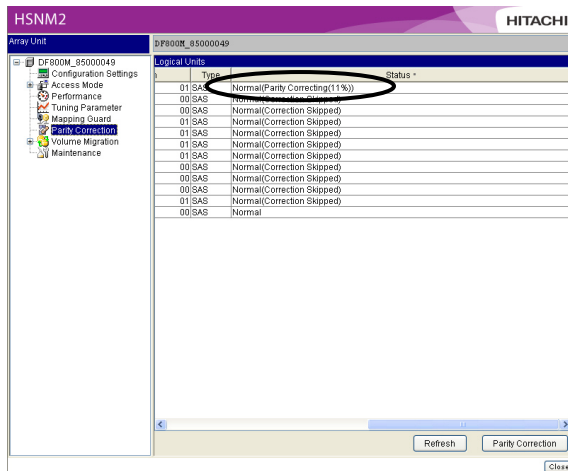 HSNM2
HITACHI
Array Unit
DF800M_85000049
DF800M_85000049
Configuration Settings
Access Mode
Performance
Tuning Parameter
Mapping Guard
Parity Correction
Volume Migration
Maintenance
Logical Units
Type Status
01 SAS Normal(Parity Correcting(11%))
00 SAS Normal(Correction Skipped)
00 SAS Normal(Correction Skipped)
01 SAS Normal(Correction Skipped)
01 SAS Normal(Correction Skipped)
01 SAS Normal(Correction Skipped)
01 SAS Normal(Correction Skipped)
00 SAS Normal(Correction Skipped)
00 SAS Normal(Correction Skipped)
00 SAS Normal(Correction Skipped)
01 SAS Normal(Correction Skipped)
00 SAS Normal
Refresh
Parity Correction
Close